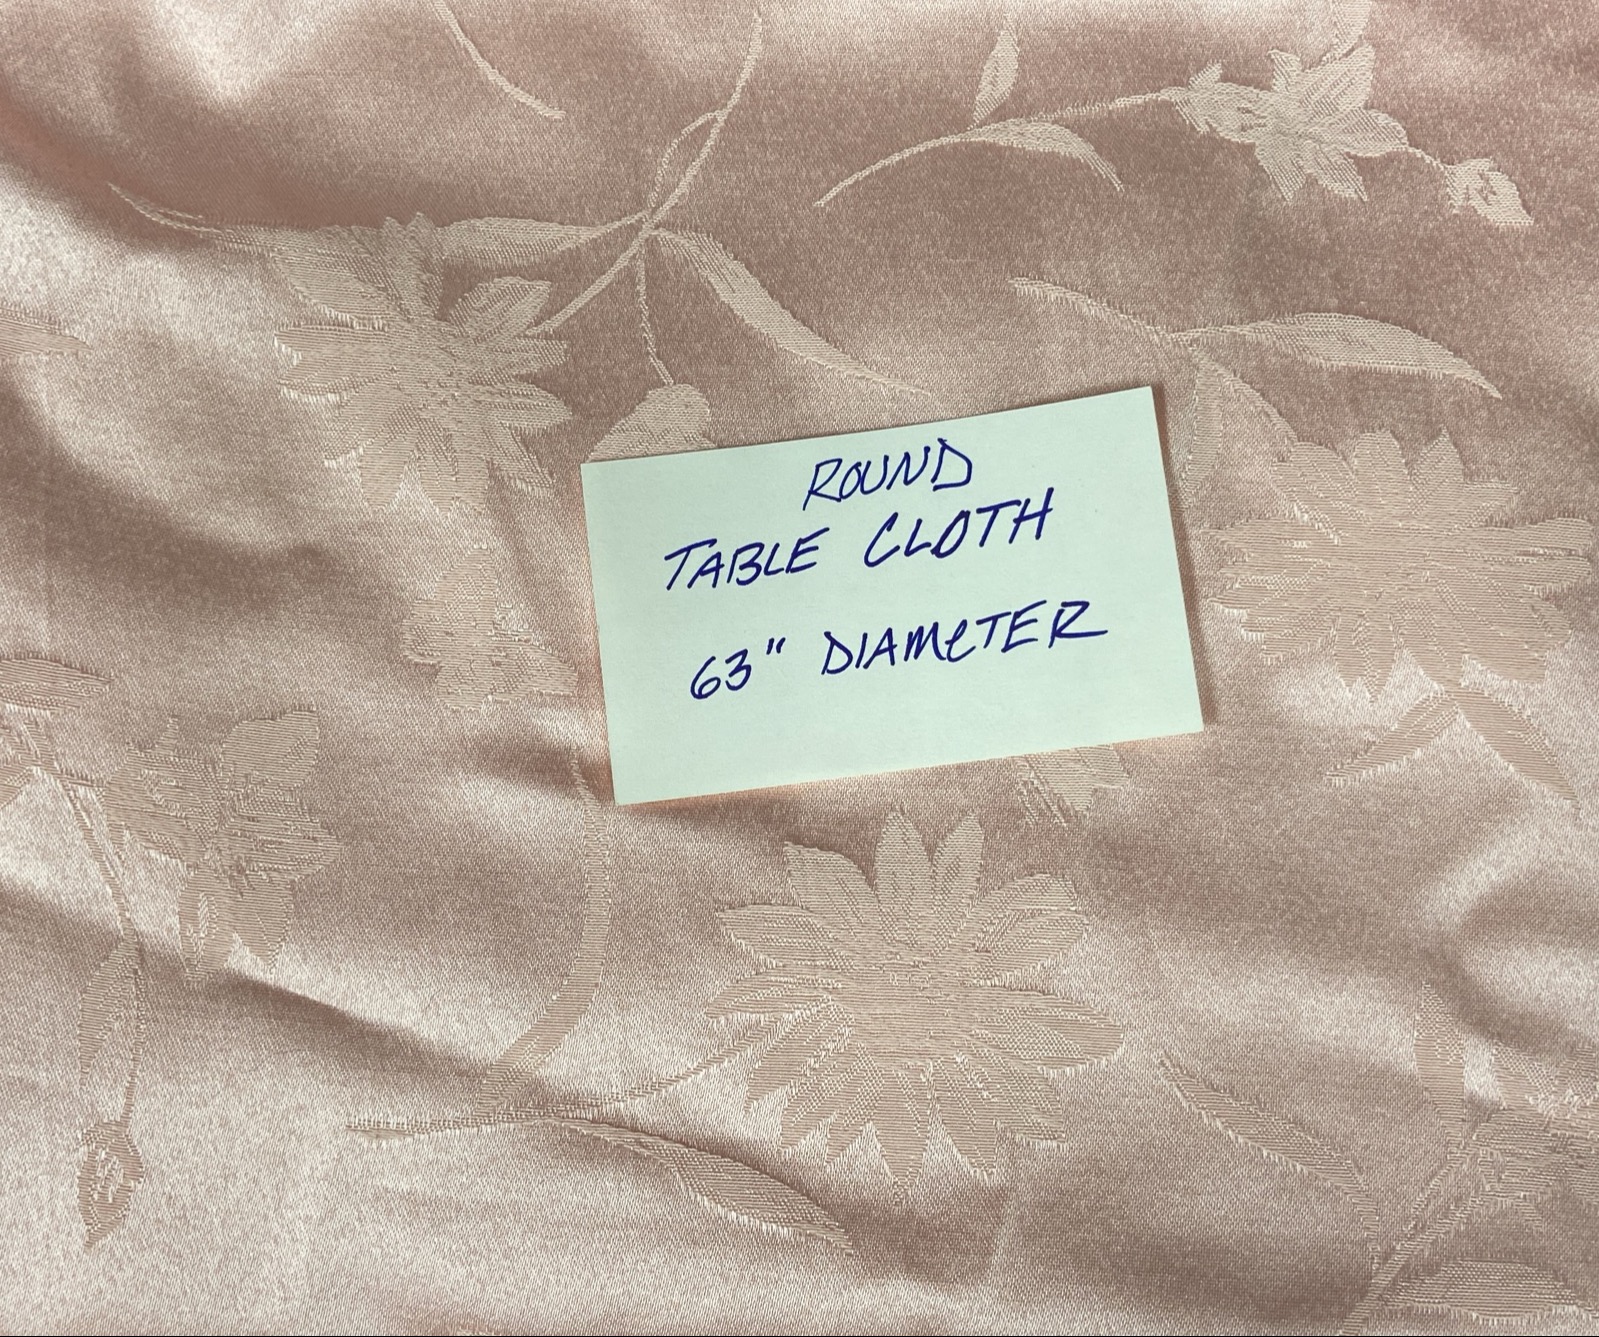 ROUND
TABLE CLOTH
63" DIAMeTER